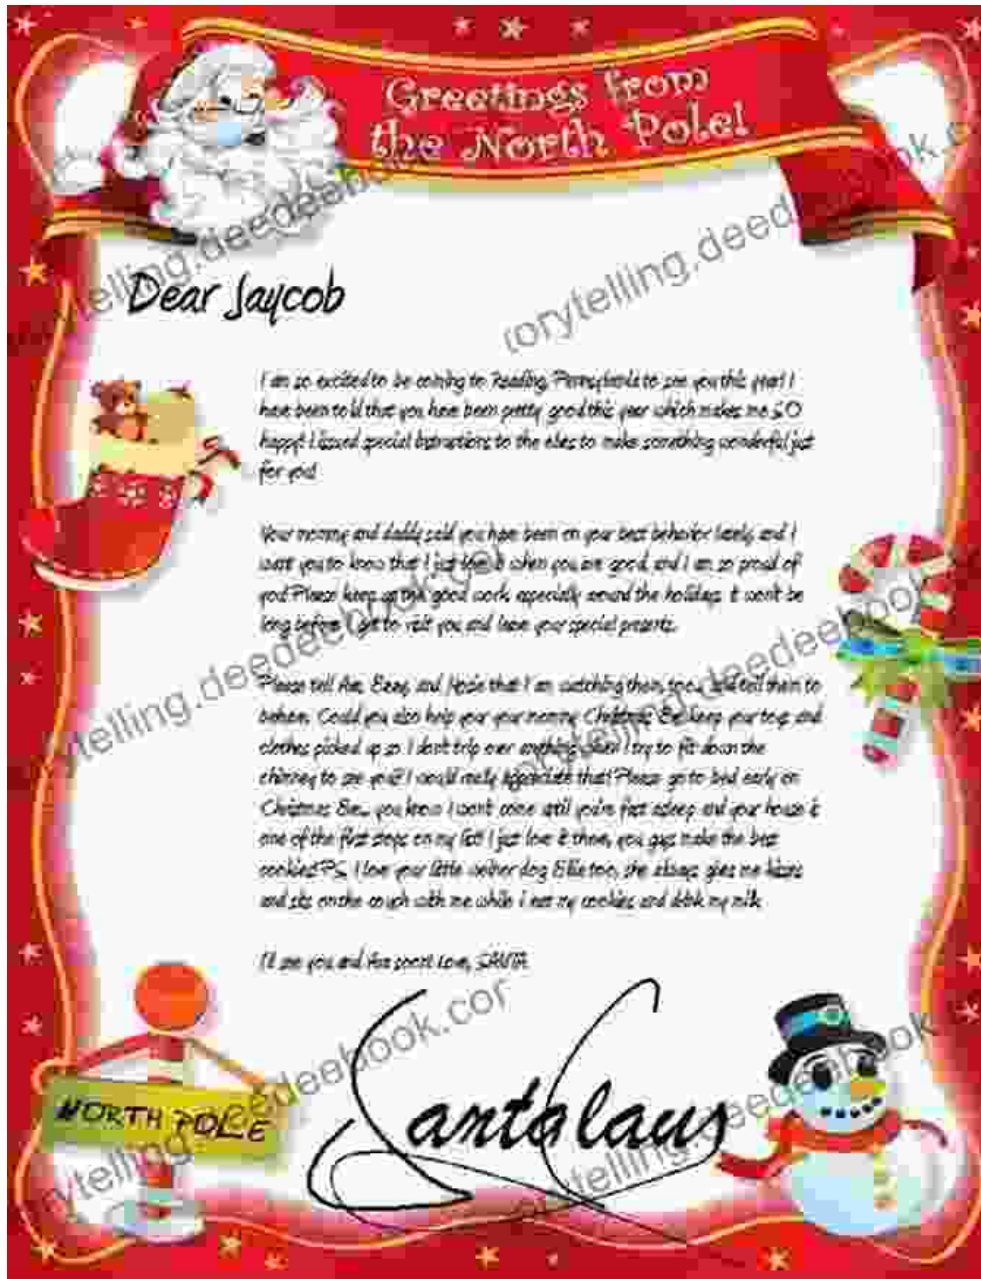 Greetings from
the North Pole!
Dear Jaycob
I am so excited to be coming to Reading, Pennsylvania to see you this year! I
have been told that you have been pretty good this year which makes me SO
happy! I issued special instructions to the elves to make something wonderful just
for you!
Your mommy and daddy said you have been on your best behavior lately, and I
want you to know that I just love it when you are good, and I am so proud of
you! Please keep up the good work, especially around the holidays. It won't be
long before I get to visit you and leave your special presents.
Please tell and that I am watching them, too, and tell them to
behave. Could you also help your your mommy Christmas Eve keep your toys and
clothes picked up so I don't trip over anything when I try to fit down the
chimney to see you? I would really appreciate that! Please go to bed early on
Christmas Eve, you know I won't come until you're fast asleep and your house is
one of the first stops on my list! I just love it there, you guys make the best
cookies! PS, I love your little weiner dog Ellie too, she always gives me kisses
and sits on the couch with me while I eat my cookies and drink my milk.
I'll see you and soon! Love, SANTA
Santa Claus
NORTH POLE
rytelling.deedeebook.cor